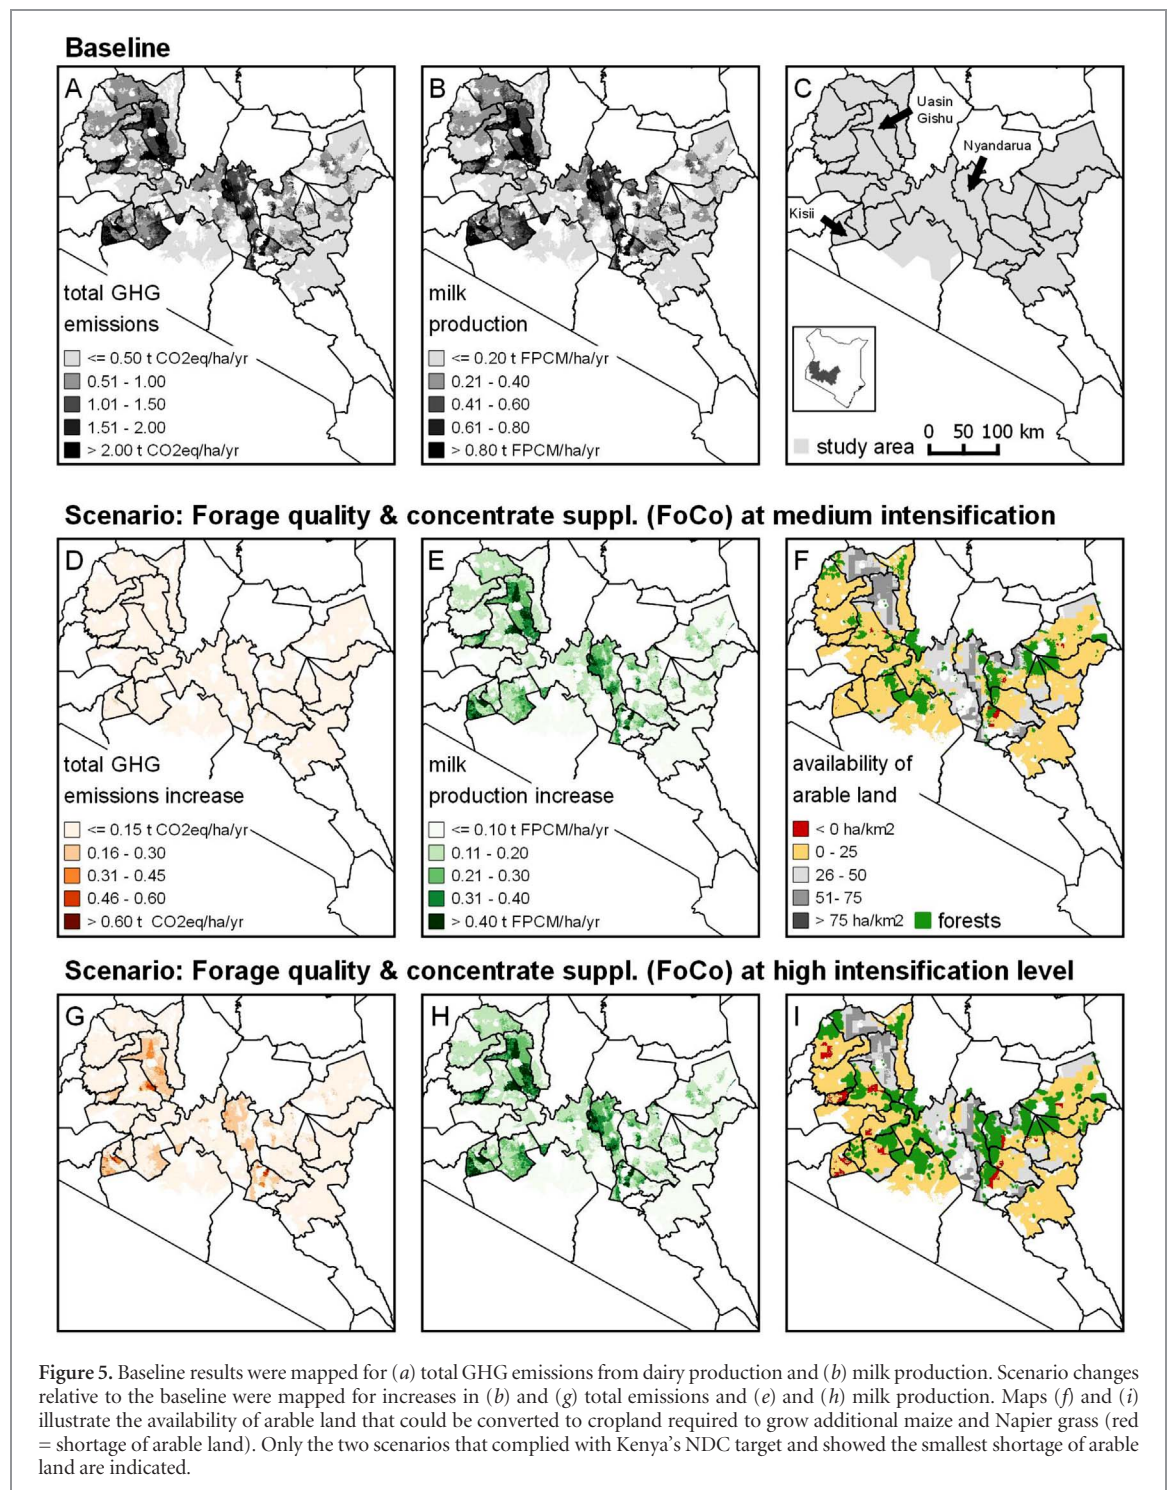 Baseline
A
total GHG
emissions
<= 0.50 t CO2eq/ha/yr
0.51 - 1.00
1.01 - 1.50
1.51 - 2.00
> 2.00 t CO2eq/ha/yr
B
milk
production
<= 0.20 t FPCM/ha/yr
0.21 - 0.40
0.41 - 0.60
0.61 - 0.80
> 0.80 t FPCM/ha/yr
C
Uasin
Gishu
Nyandarua
Kisii
study area
0 50 100 km
Scenario: Forage quality & concentrate suppl. (FoCo) at medium intensification
D
total GHG
emissions increase
<= 0.15 t CO2eq/ha/yr
0.16 - 0.30
0.31 - 0.45
0.46 - 0.60
> 0.60 t CO2eq/ha/yr
E
milk
production increase
<= 0.10 t FPCM/ha/yr
0.11 - 0.20
0.21 - 0.30
0.31 - 0.40
> 0.40 t FPCM/ha/yr
F
availability of
arable land
< 0 ha/km2
0 - 25
26 - 50
51- 75
> 75 ha/km2
forests
Scenario: Forage quality & concentrate suppl. (FoCo) at high intensification level
G
H
I
Figure 5. Baseline results were mapped for (a) total GHG emissions from dairy production and (b) milk production. Scenario changes
relative to the baseline were mapped for increases in (b) and (g) total emissions and (e) and (h) milk production. Maps (f) and (i)
illustrate the availability of arable land that could be converted to cropland required to grow additional maize and Napier grass (red
= shortage of arable land). Only the two scenarios that complied with Kenya's NDC target and showed the smallest shortage of arable
land are indicated.